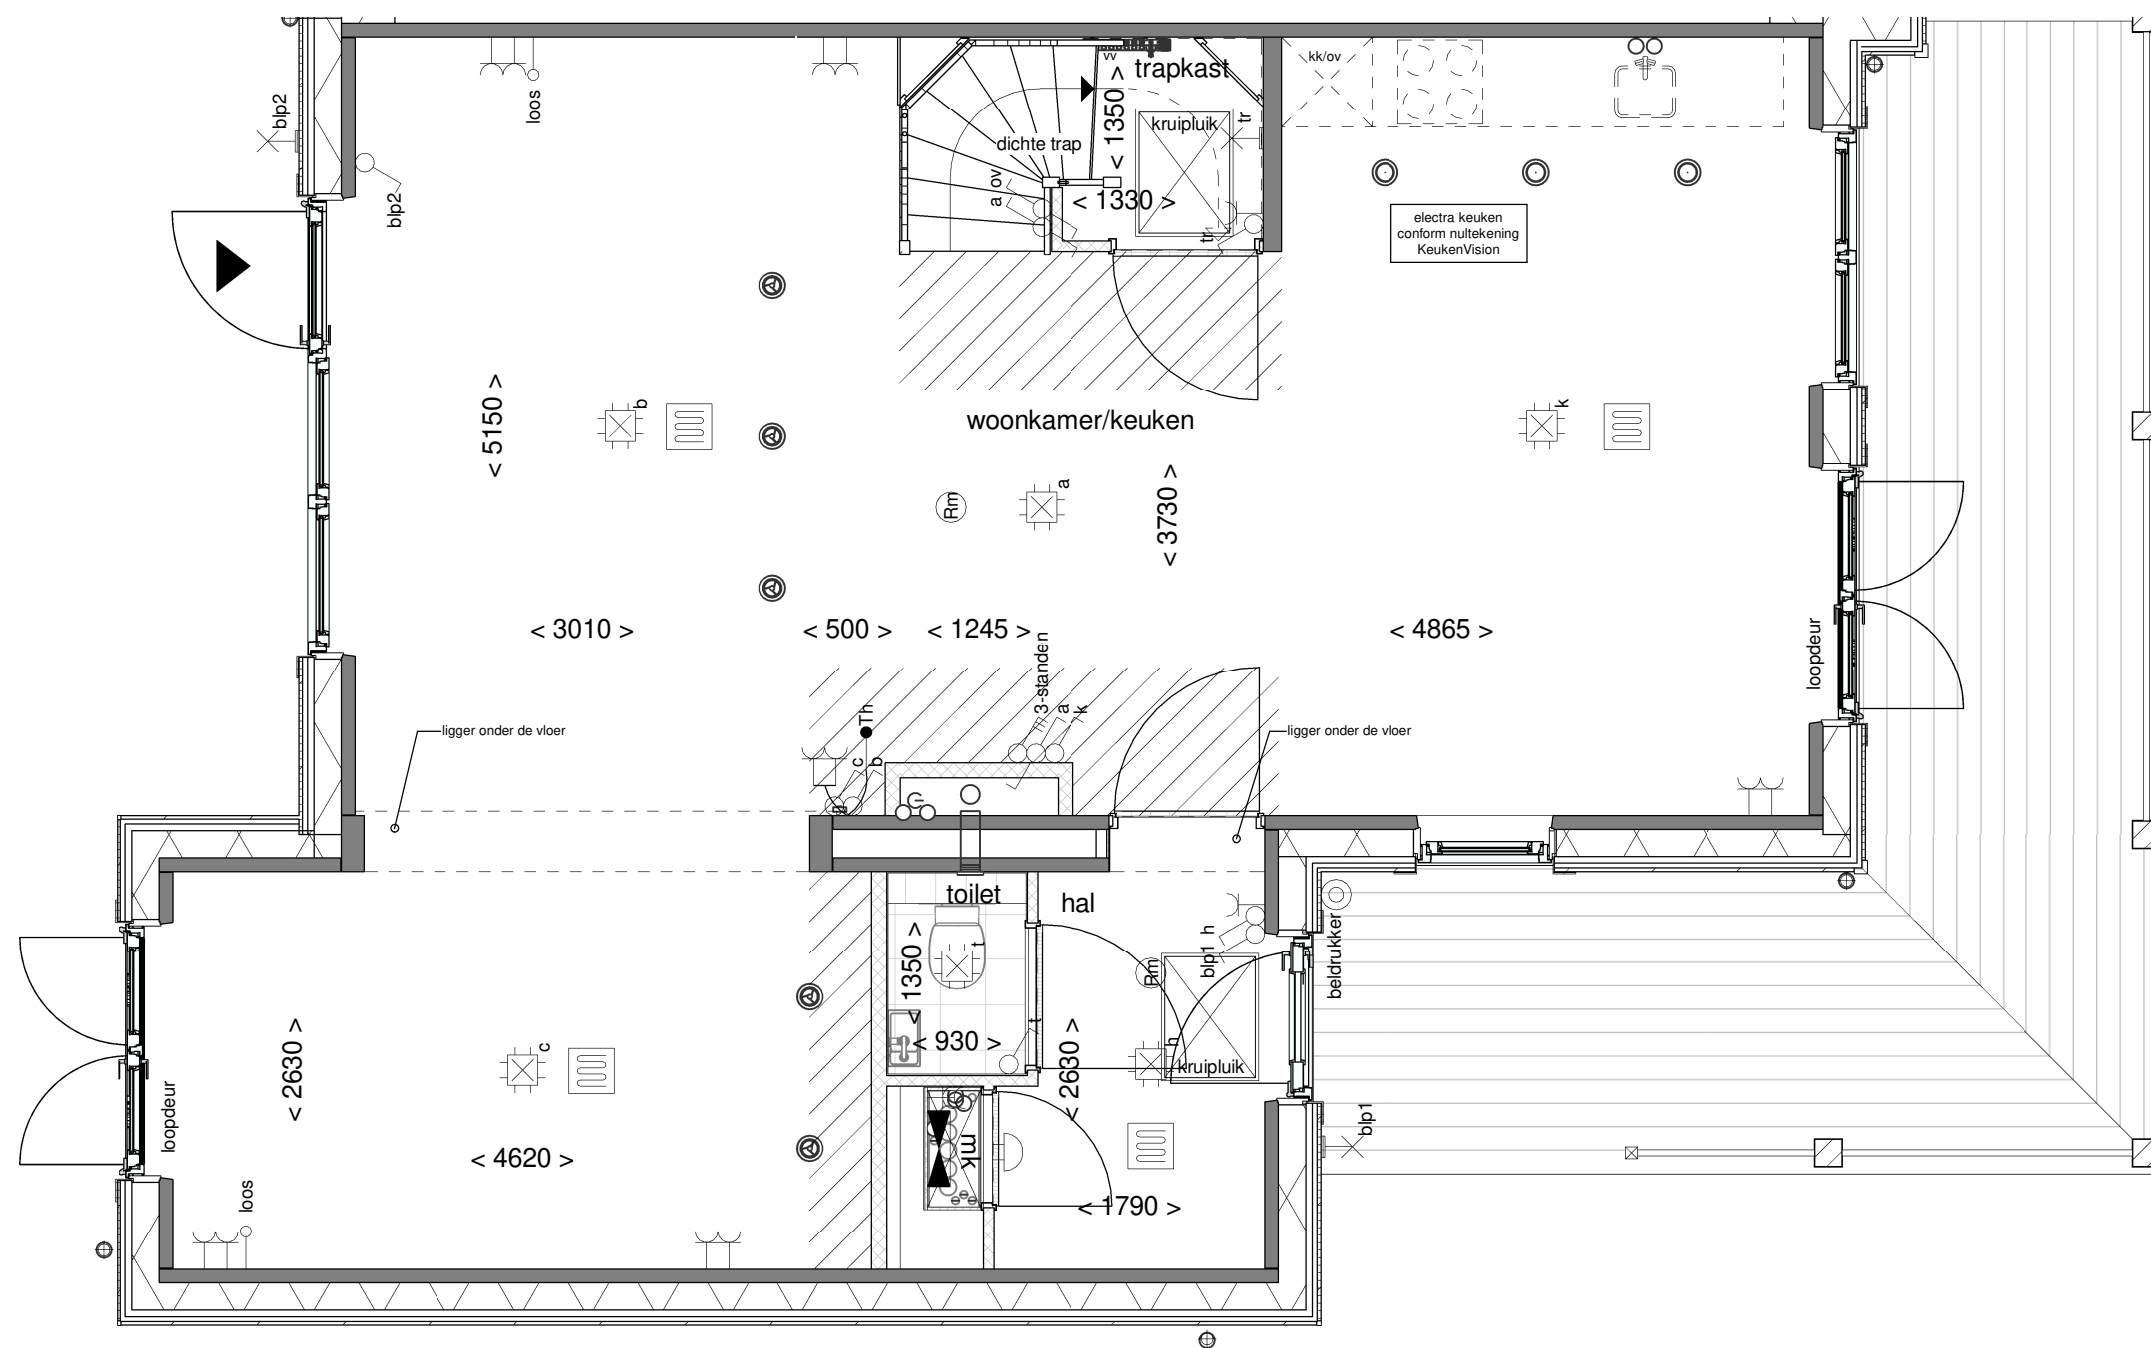 vv
trapkast
kk/ov
blp2
loos
< 1350 >
kruipluik
tr
dichte trap
blp2
a ov
< 1330 >
tr
electra keuken
conform nultekening
KeukenVision
< 5150 >
b
woonkamer/keuken
k
Rm
a
< 3730 >
< 3010 >
< 500 >
< 1245 >
< 4865 >
3-standen
a
k
loopdeur
Th
ligger onder de vloer
ligger onder de vloer
c
b
toilet
hal
t
< 1350 >
blp1 h
beldrukker
Rm
< 930 >
t
h
kruipluik
< 2630 >
c
< 2630 >
loopdeur
blp1
mk
< 4620 >
loos
< 1790 >